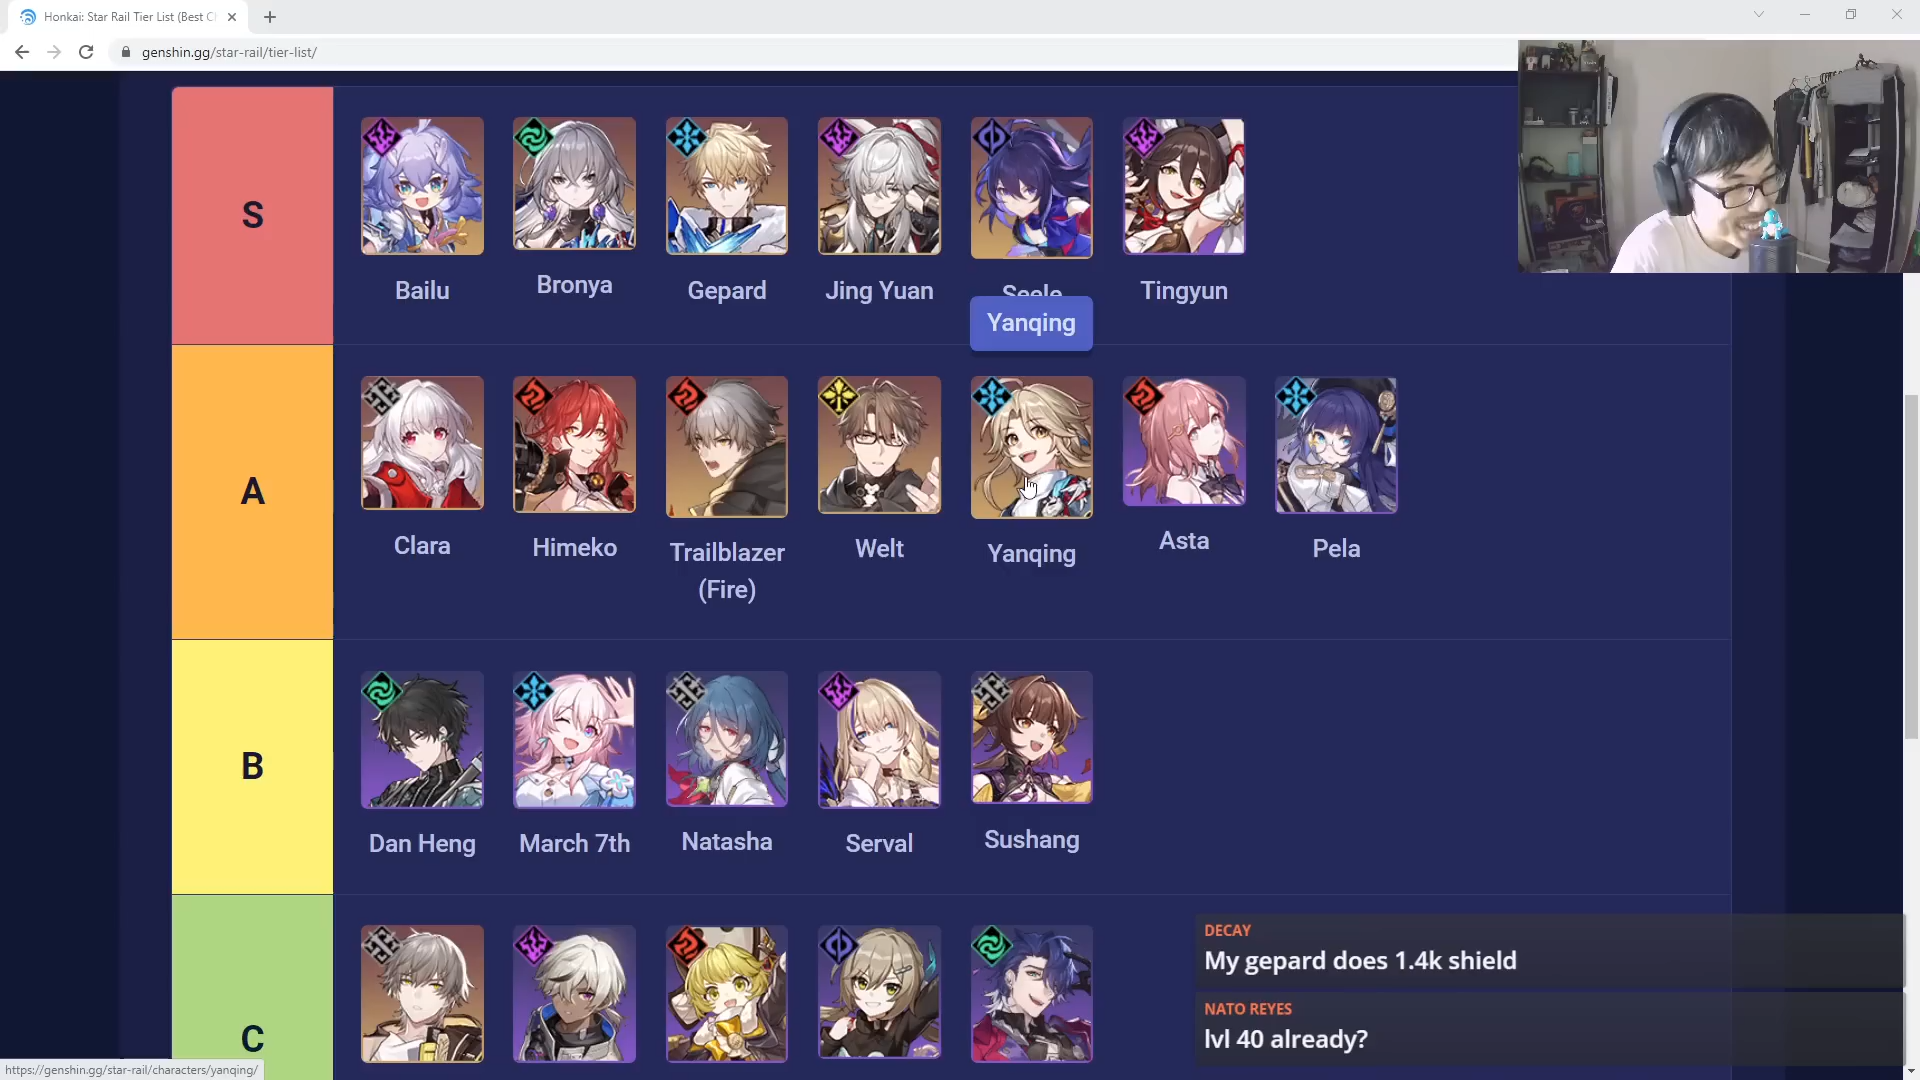 Honkai: Star Rail Tier List (Best C
genshin.gg/star-rail/tier-list/
S
Bailu
Bronya
Gepard
Jing Yuan
Seele
Tingyun
Yanqing
A
Clara
Himeko
Trailblazer
(Fire)
Welt
Yanqing
Asta
Pela
B
Dan Heng
March 7th
Natasha
Serval
Sushang
C
DECAY
My gepard does 1.4k shield
NATO REYES
lvl 40 already?
https://genshin.gg/star-rail/characters/yanqing/